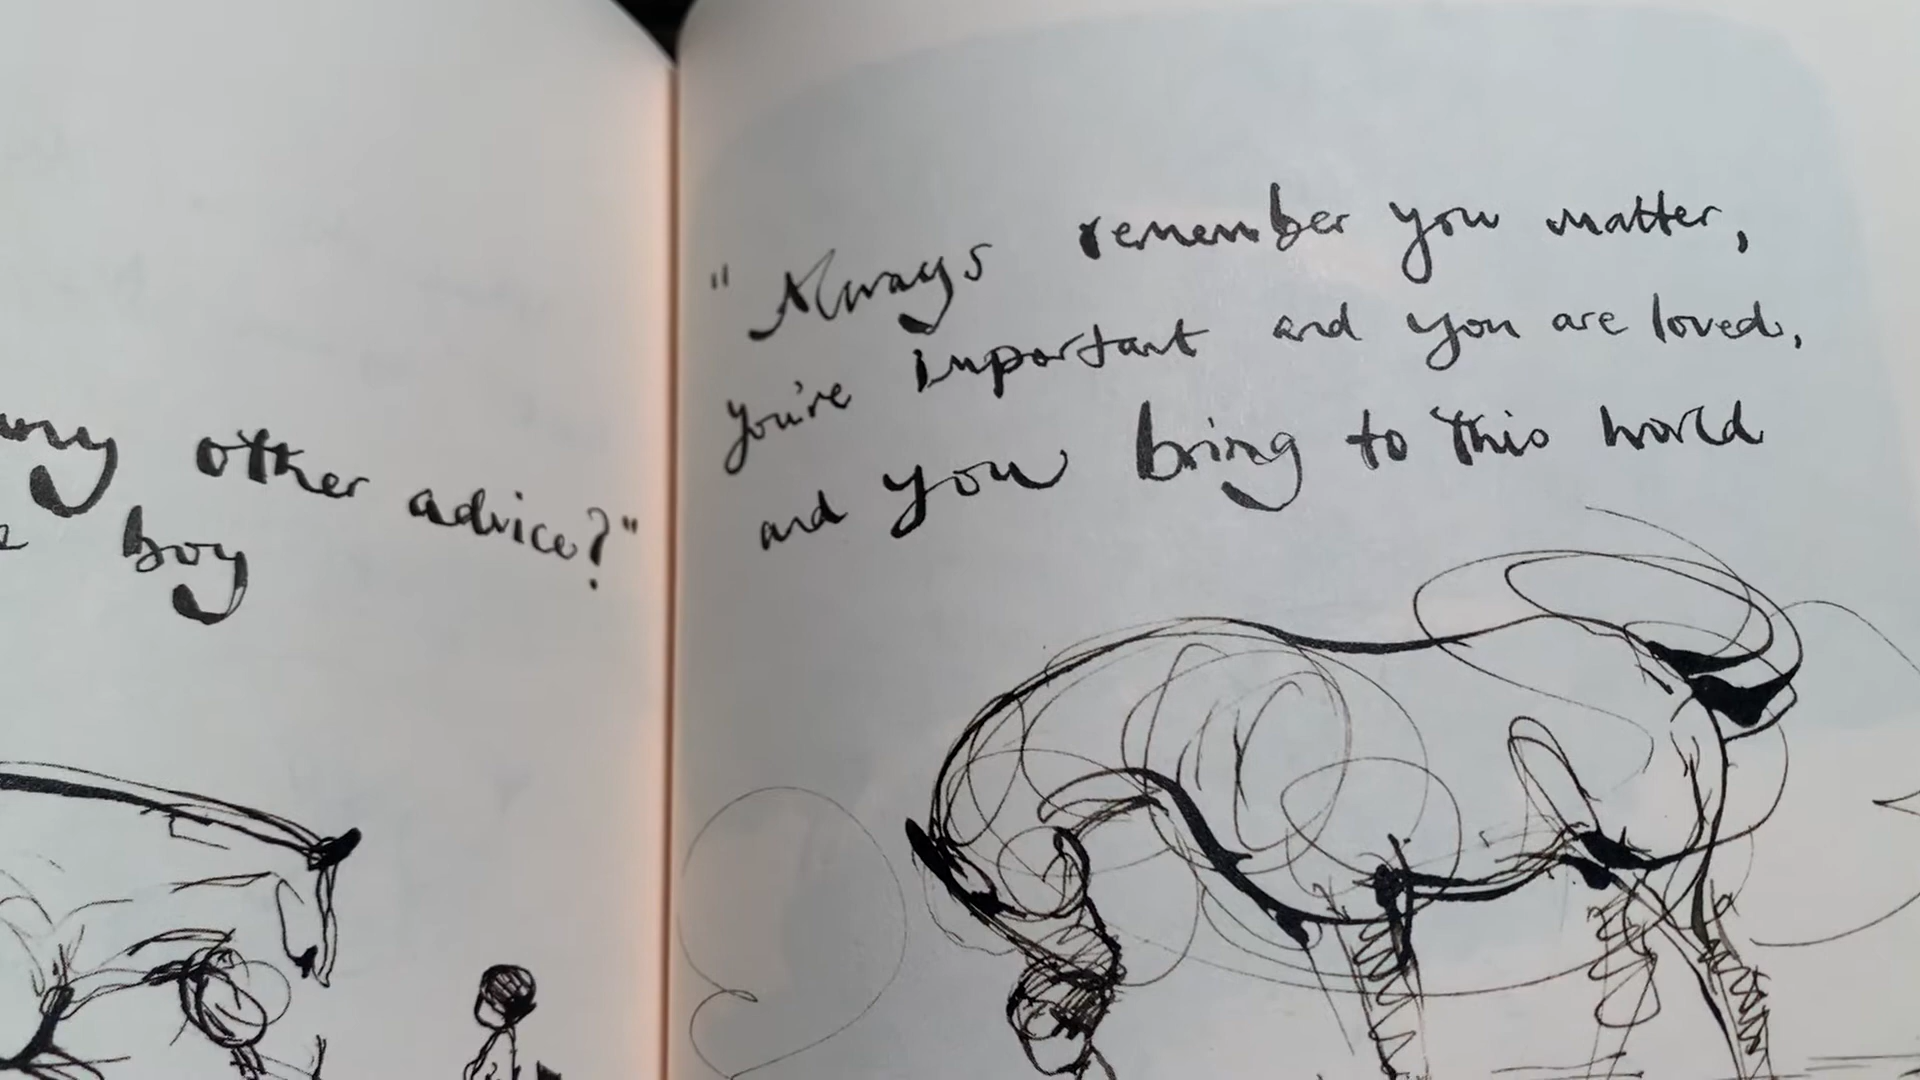 other advice?"
boy
"Always remember you matter,
you're important and you are loved,
and you bring to this world